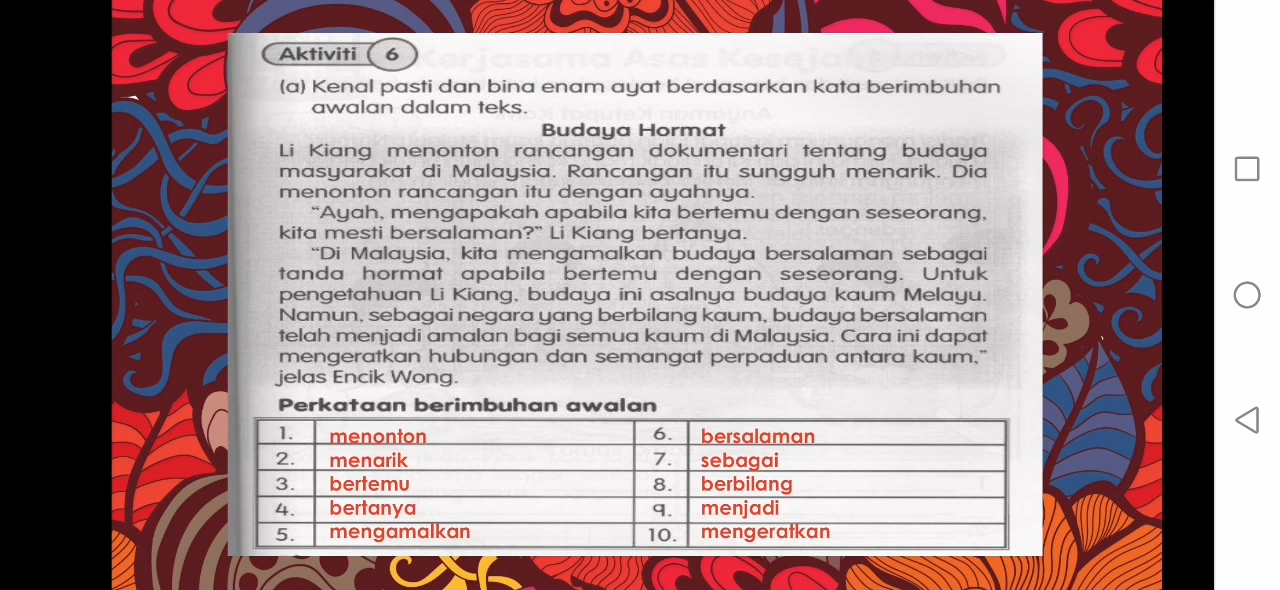 Aktiviti 6
(a) Kenal pasti dan bina enam ayat berdasarkan kata berimbuhan
awalan dalam teks.
Budaya Hormat
Li Kiang menonton rancangan dokumentari tentang budaya
masyarakat di Malaysia. Rancangan itu sungguh menarik. Dia
menonton rancangan itu dengan ayahnya.
“Ayah, mengapakah apabila kita bertemu dengan seseorang,
kita mesti bersalaman?” Li Kiang bertanya.
“Di Malaysia, kita mengamalkan budaya bersalaman sebagai
tanda hormat apabila bertemu dengan seseorang. Untuk
pengetahuan Li Kiang, budaya ini asalnya budaya kaum Melayu.
Namun, sebagai negara yang berbilang kaum, budaya bersalaman
telah menjadi amalan bagi semua kaum di Malaysia. Cara ini dapat
mengeratkan hubungan dan semangat perpaduan antara kaum,”
jelas Encik Wong.
Perkataan berimbuhan awalan
1. menonton 6. bersalaman
2. menarik 7. sebagai
3. bertemu 8. berbilang
4. bertanya 9. menjadi
5. mengamalkan 10. mengeratkan